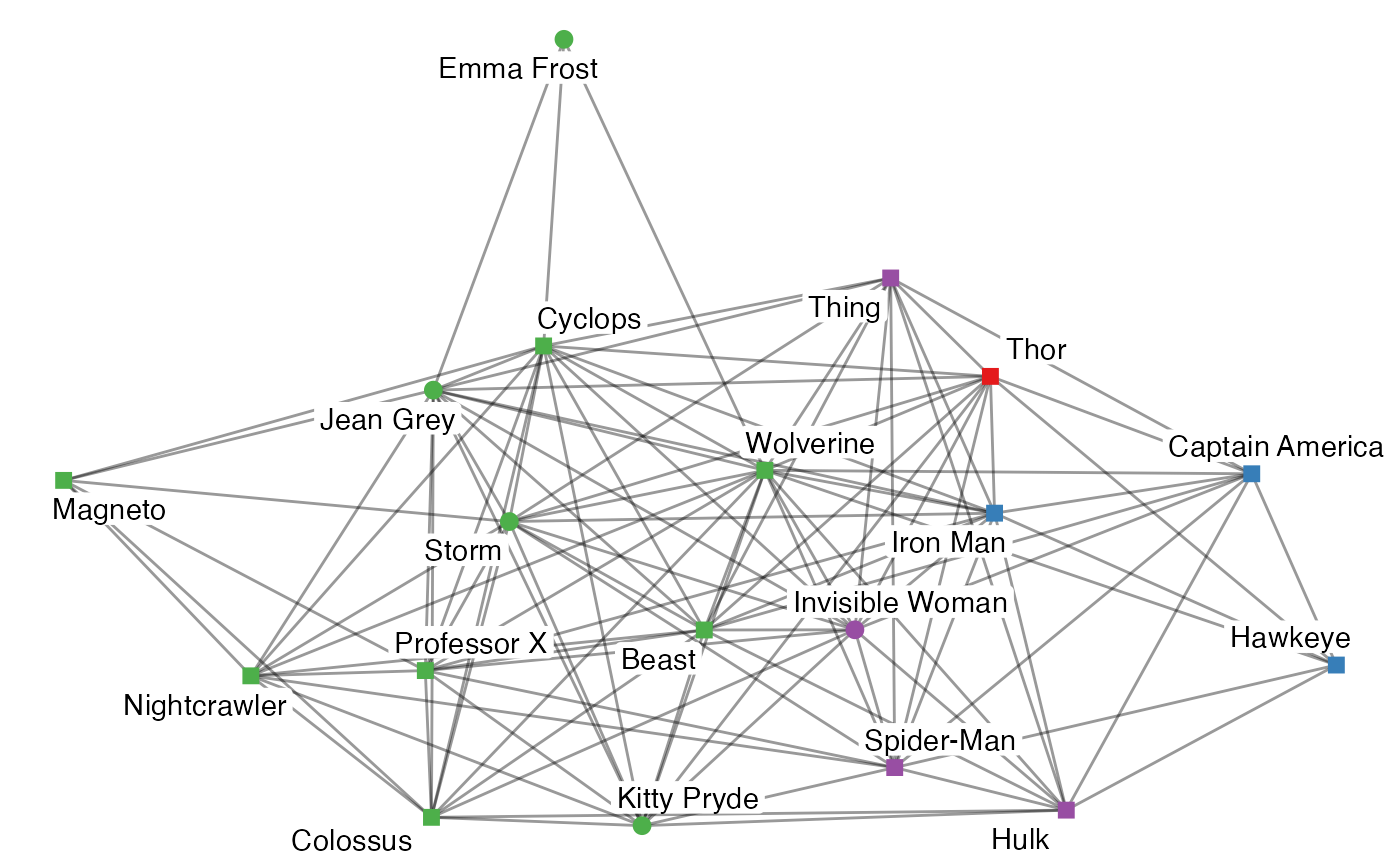 Emma Frost
Thing
Cyclops
Thor
Jean Grey
Wolverine
Captain America
Magneto
Storm
Iron Man
Invisible Woman
Professor X
Beast
Hawkeye
Nightcrawler
Spider-Man
Kitty Pryde
Colossus
Hulk